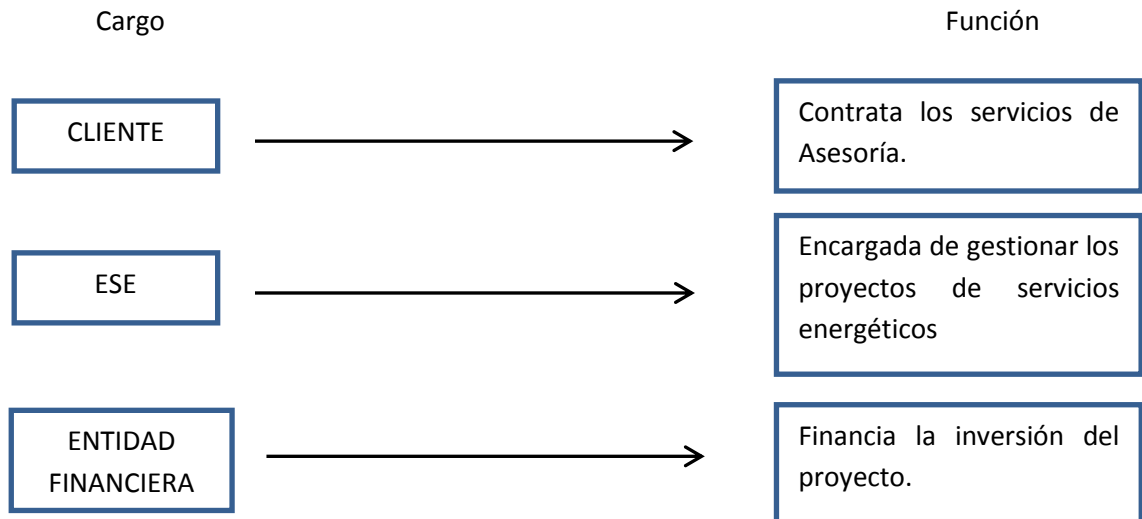 Cargo
Función
CLIENTE
Contrata los servicios de
Asesoría.
ESE
Encargada de gestionar los
proyectos de servicios
energéticos
ENTIDAD
FINANCIERA
Financia la inversión del
proyecto.